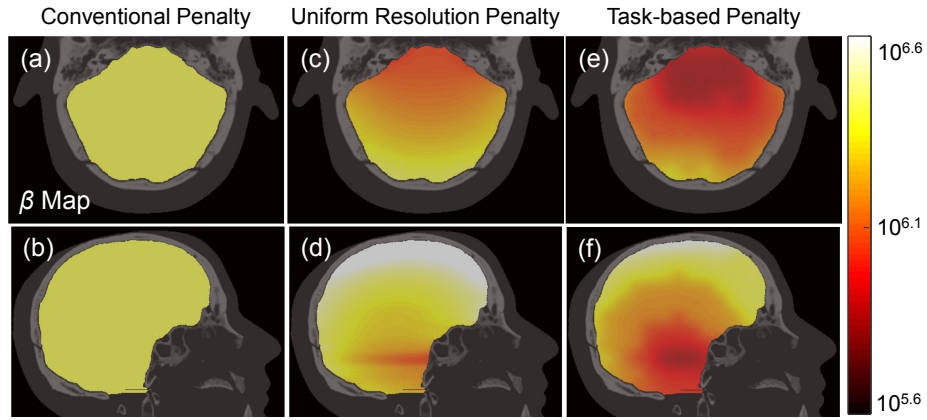 Conventional Penalty
Uniform Resolution Penalty
Task-based Penalty
(a)
(c)
(e)
10^6.6
β Map
10^6.1
(b)
(d)
(f)
10^5.6